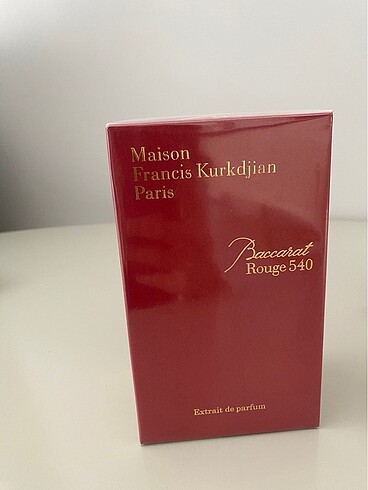 Maison
Francis Kurkdjian
Paris
Baccarat
Rouge 540
Extrait de parfum